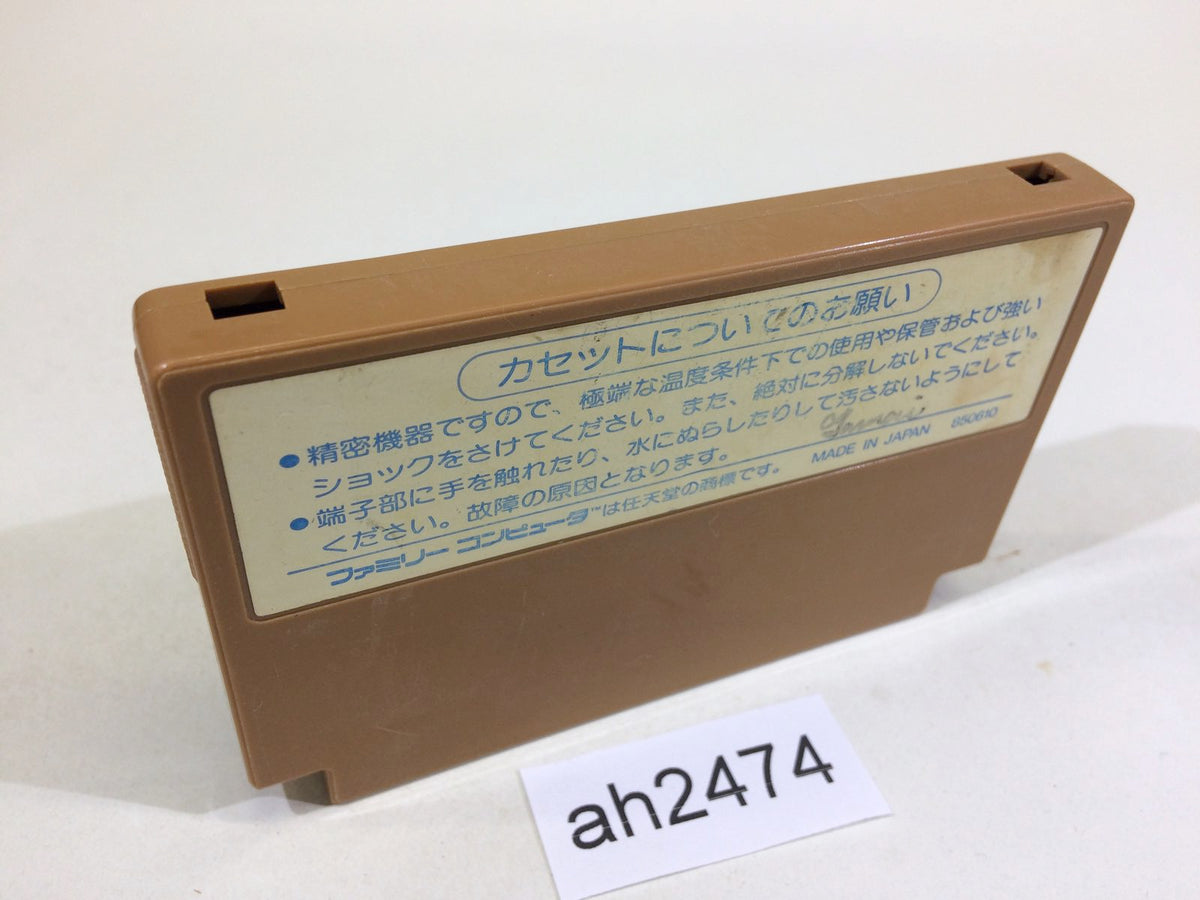 カセットについてのお願い
●精密機器ですので、極端な温度条件下での使用や保管および強い
ショックをさけてください。また、絶対に分解しないでください。
●端子部に手を触れたり、水にぬらしたりして汚さないようにして
ください。故障の原因となります。
ファミリー コンピュータ™は任天堂の商標です。
MADE IN JAPAN 850610
ah2474